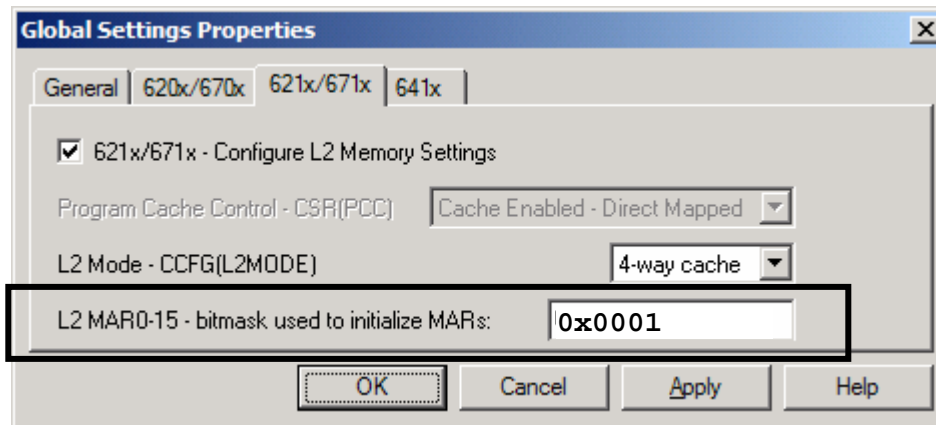 Global Settings Properties
General 620x/670x 621x/671x 641x
621x/671x - Configure L2 Memory Settings
Program Cache Control - CSR(PCC) Cache Enabled - Direct Mapped
L2 Mode - CCFG(L2MODE) 4-way cache
L2 MAR0-15 - bitmask used to initialize MARs: 0x0001
OK Cancel Apply Help